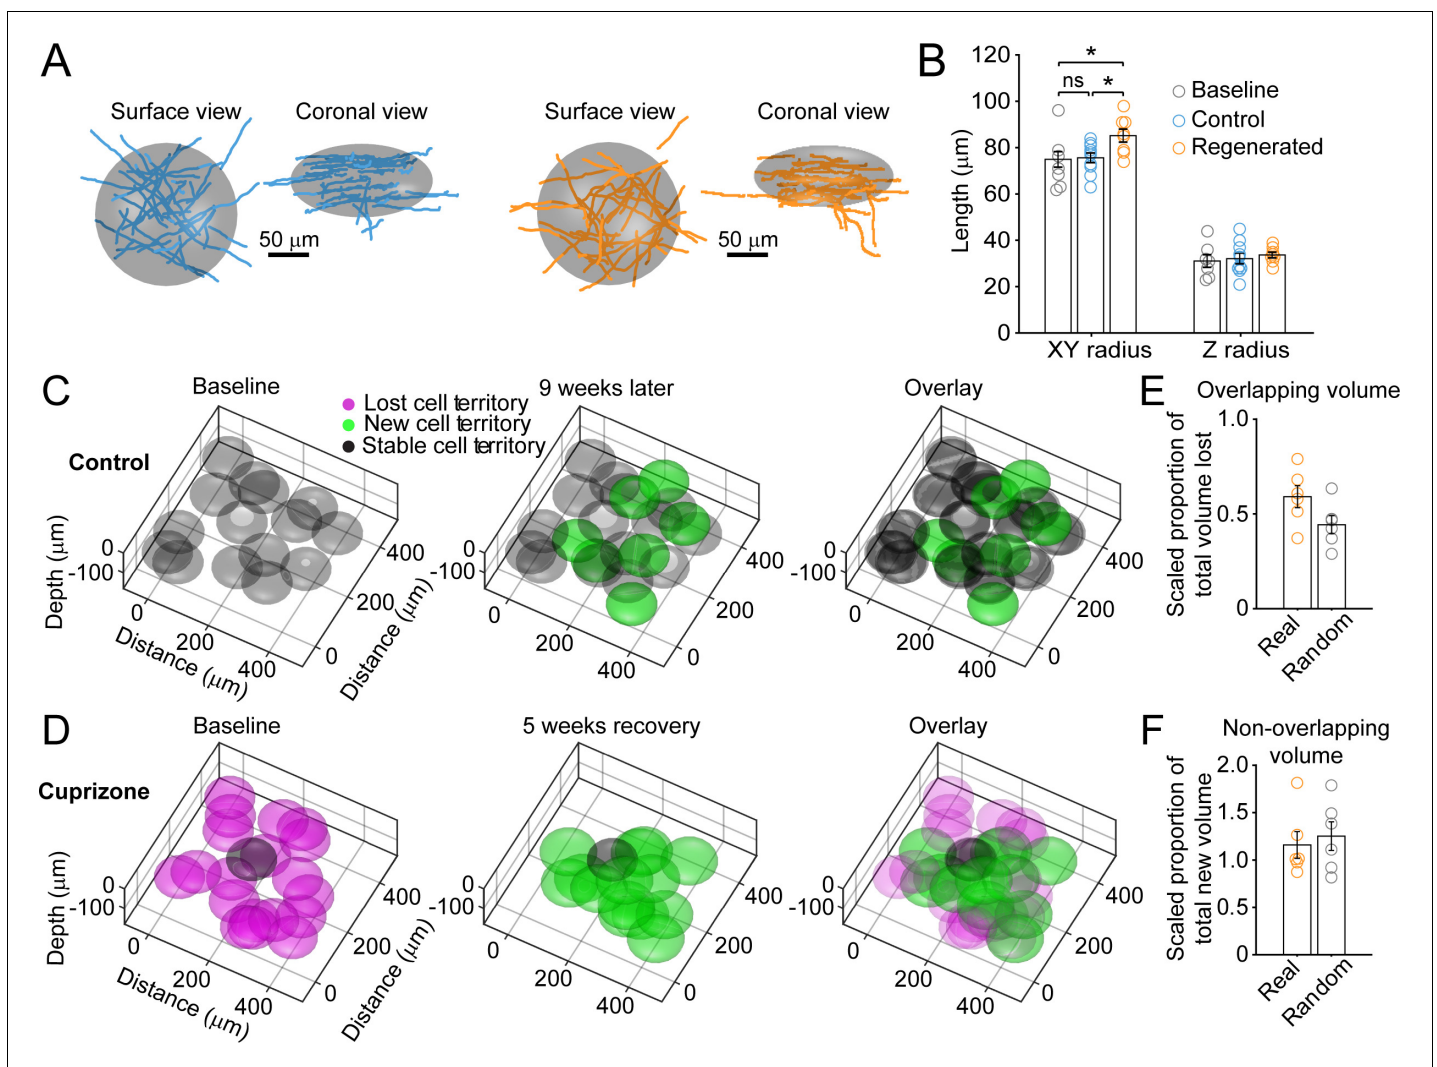 A
Surface view
Coronal view
50 μm
Surface view
Coronal view
50 μm
B
120
100
80
60
40
20
0
Length (μm)
*
ns
*
Baseline
Control
Regenerated
XY radius
Z radius
C
Baseline
Lost cell territory
New cell territory
Stable cell territory
9 weeks later
Overlay
Control
Depth (μm)
0
-100
0
200
400
Distance (μm)
400
200
0
Distance (μm)
0
-100
0
200
400
400
200
0
0
-100
0
200
400
400
200
0
E
Overlapping volume
Scaled proportion of
total volume lost
1.0
0.5
0
Real
Random
D
Baseline
5 weeks recovery
Overlay
Cuprizone
Depth (μm)
0
-100
0
200
400
Distance (μm)
400
200
0
Distance (μm)
0
-100
0
200
400
400
200
0
0
-100
0
200
400
400
200
0
F
Non-overlapping
volume
Scaled proportion of
total new volume
2.0
1.5
1.0
0.5
0
Real
Random